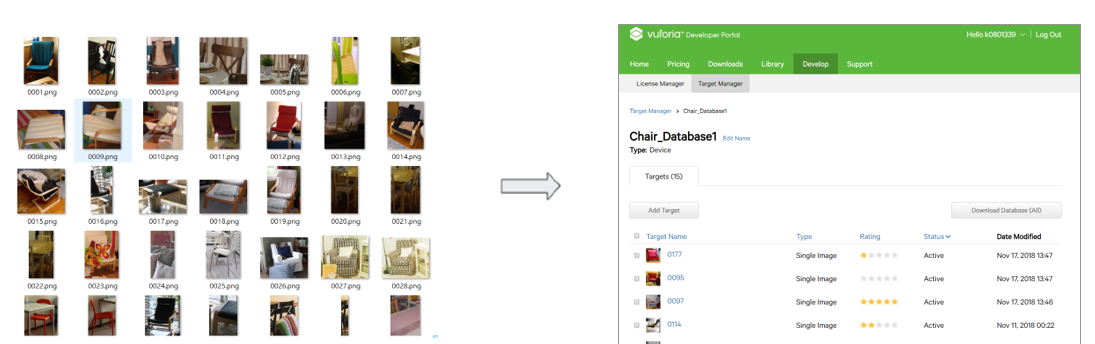 0001.png 0002.png 0003.png 0004.png 0005.png 0006.png 0007.png
0008.png 0009.png 0010.png 0011.png 0012.png 0013.png 0014.png
0015.png 0016.png 0017.png 0018.png 0019.png 0020.png 0021.png
0022.png 0023.png 0024.png 0025.png 0026.png 0027.png 0028.png
vuforia™ Developer Portal
Hello k0801339 Log Out
Home Pricing Downloads Library Develop Support
License Manager Target Manager
Target Manager > Chair_Database1
Chair_Database1 Edit Name
Type: Device
Targets (15)
Add Target Download Database (All)
Target Name Type Rating Status Date Modified
0177 Single Image Active Nov 17, 2018 13:47
0095 Single Image Active Nov 17, 2018 13:47
0097 Single Image Active Nov 17, 2018 13:46
0114 Single Image Active Nov 11, 2018 00:22